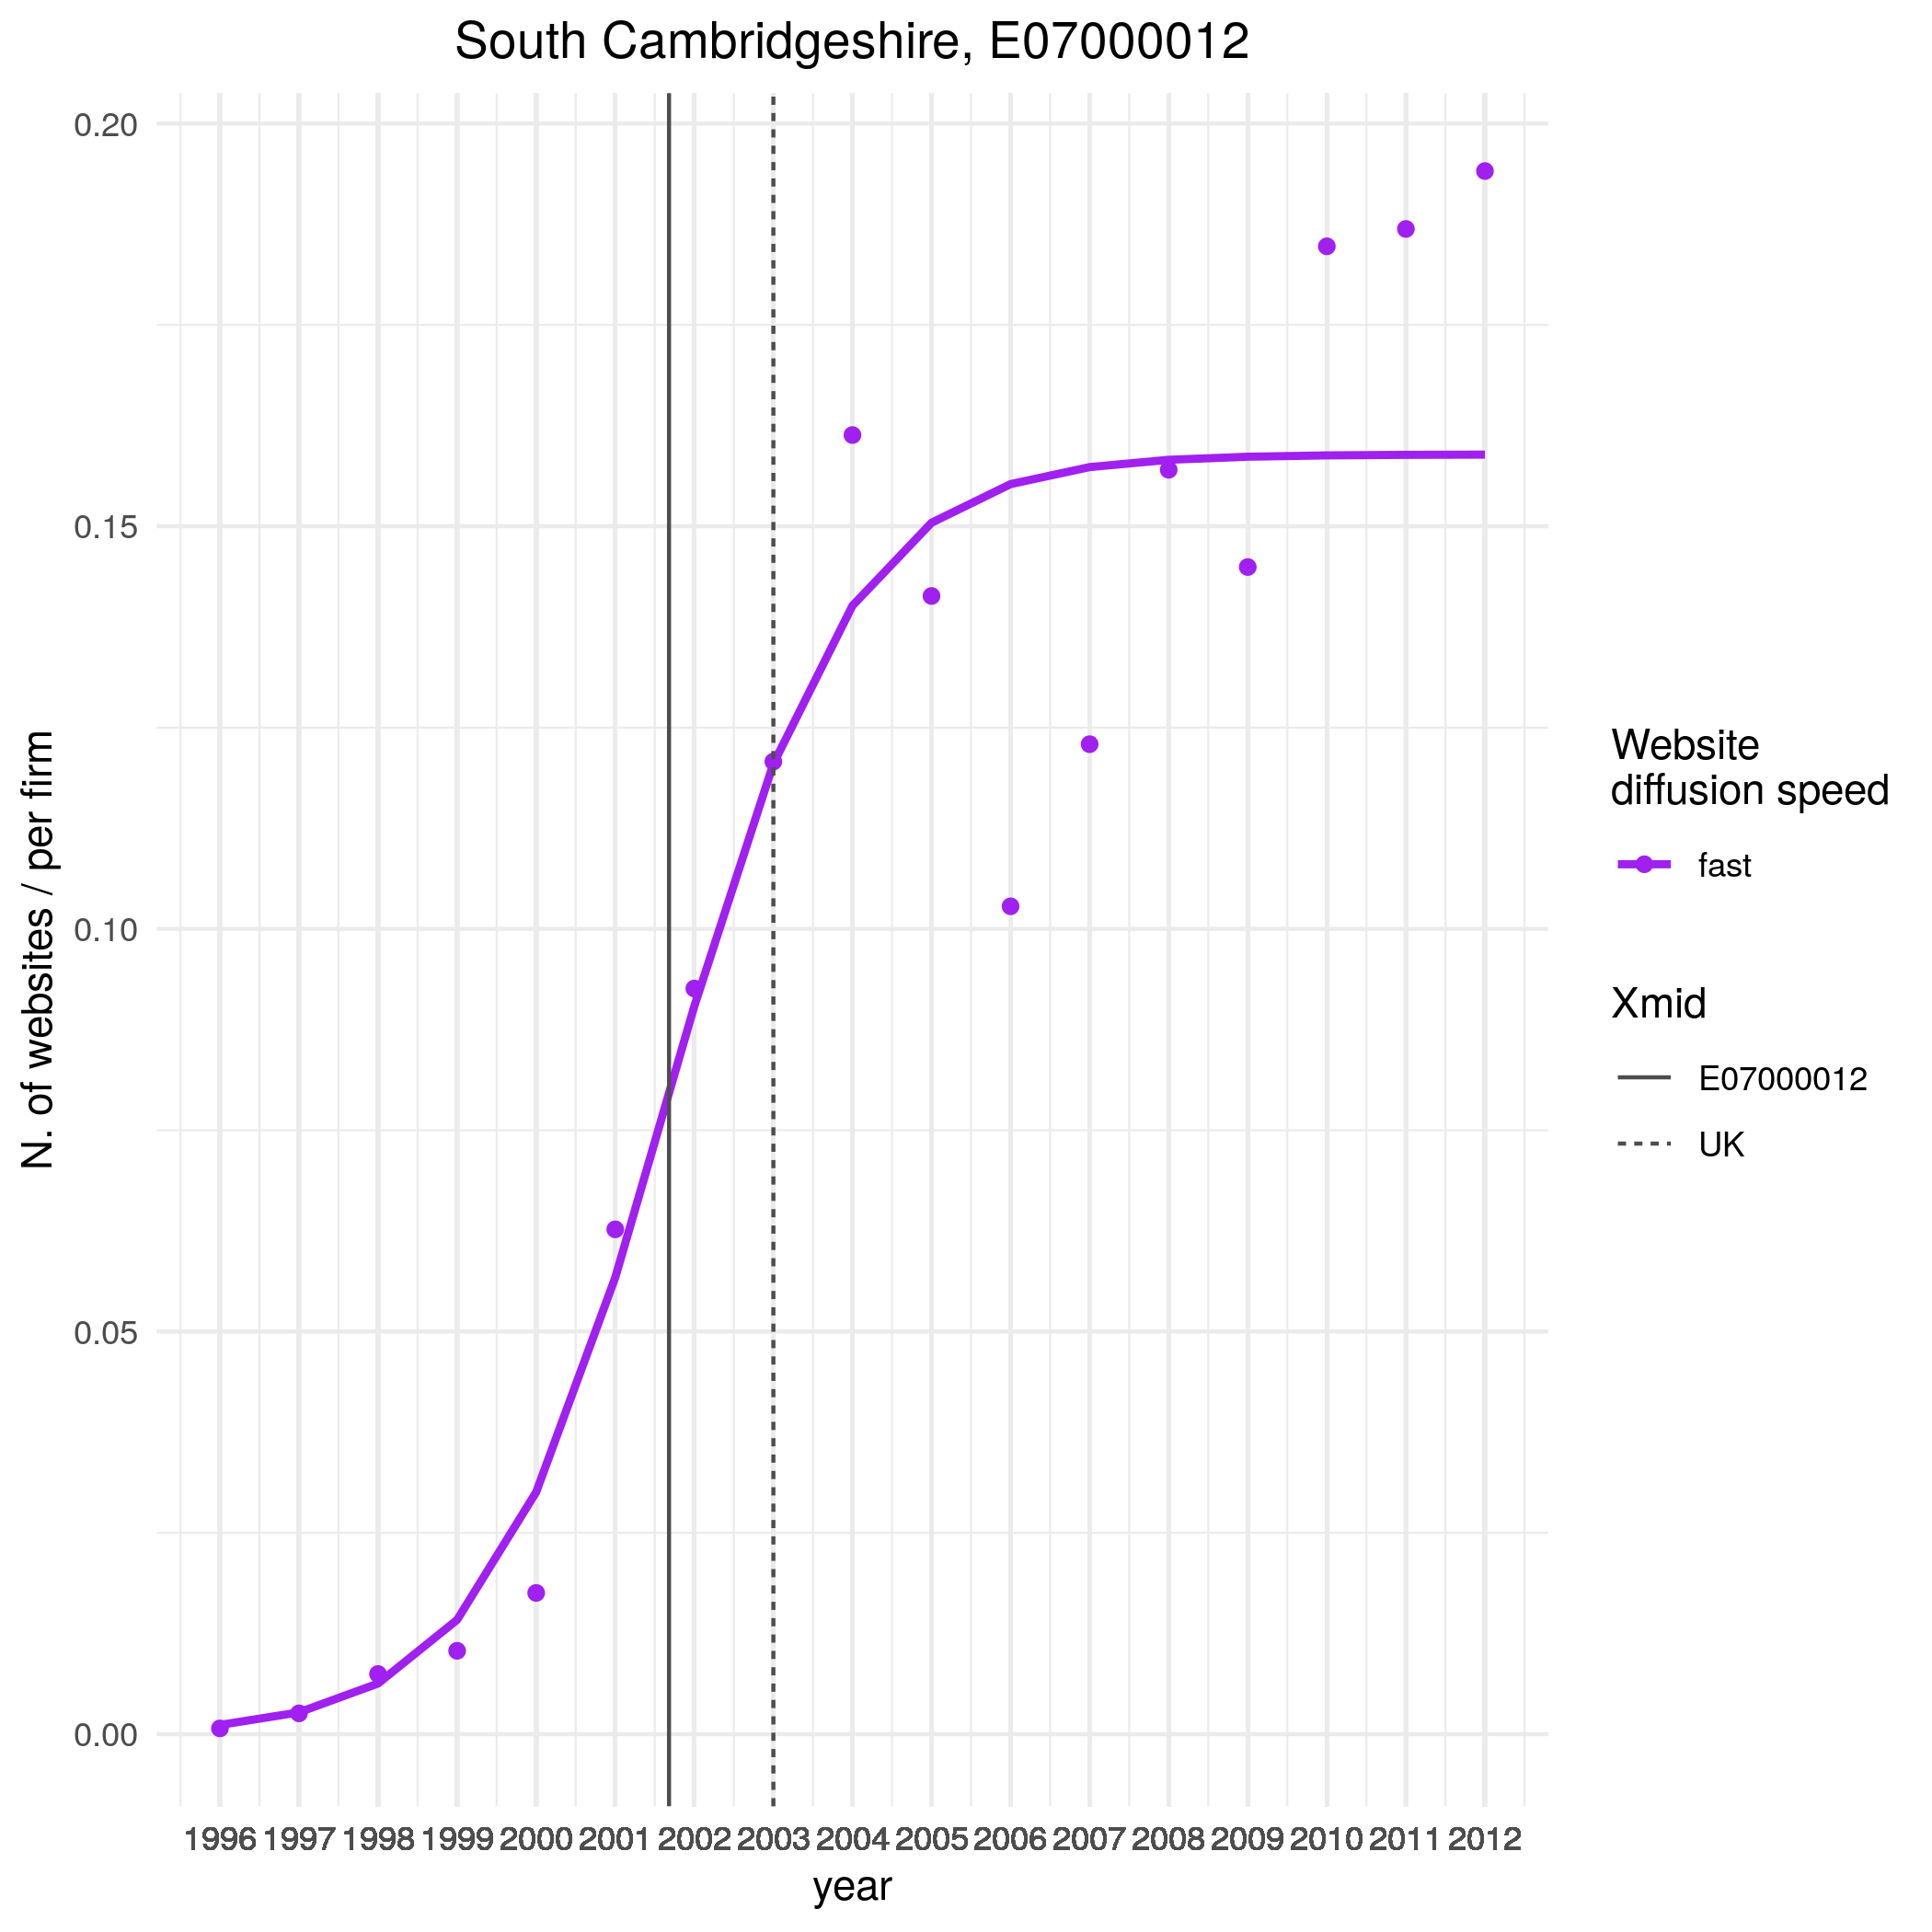 South Cambridgeshire, E07000012
0.20
0.15
0.10
0.05
0.00
N. of websites / per firm
1996 1997 1998 1999 2000 2001 2002 2003 2004 2005 2006 2007 2008 2009 2010 2011 2012
year
Website
diffusion speed
fast
Xmid
E07000012
UK